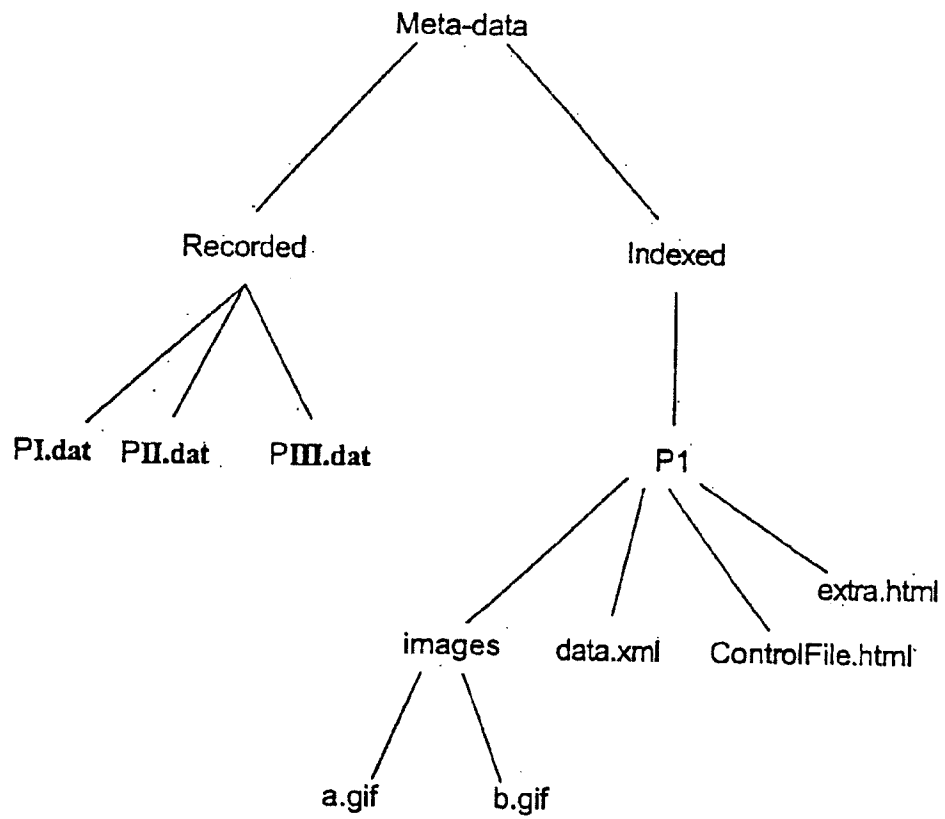 Meta-data
Recorded
Indexed
PI.dat PII.dat PIII.dat
P1
extra.html
images data.xml ControlFile.html
a.gif b.gif